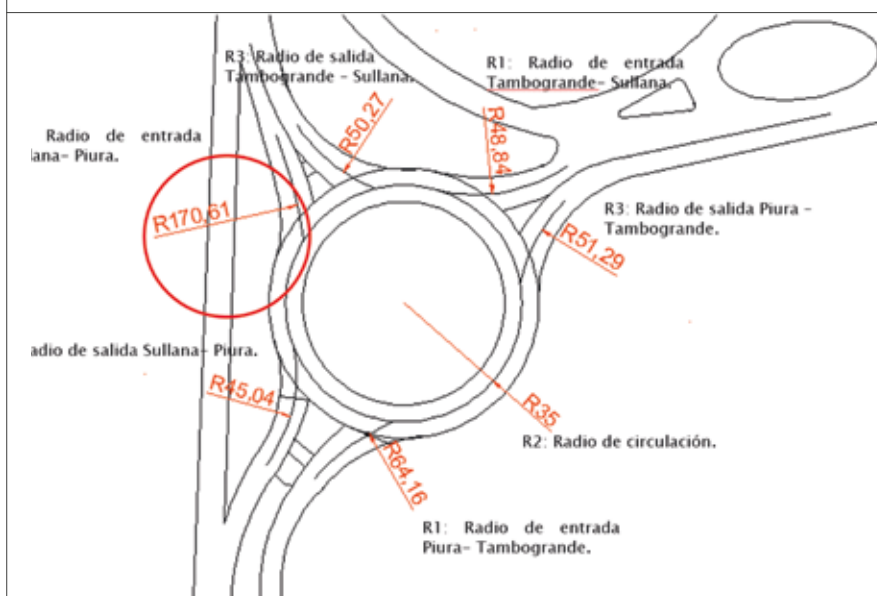 R3: Radio de salida
Tambogrande - Sullana.
R1: Radio de entrada
Tambogrande- Sullana.
R50,27
R48,84
Radio de entrada
lana- Piura.
R170,61
R3: Radio de salida Piura -
Tambogrande.
R51,29
adio de salida Sullana- Piura.
R45,04
R35
R2: Radio de circulación.
R64,16
R1: Radio de entrada
Piura- Tambogrande.